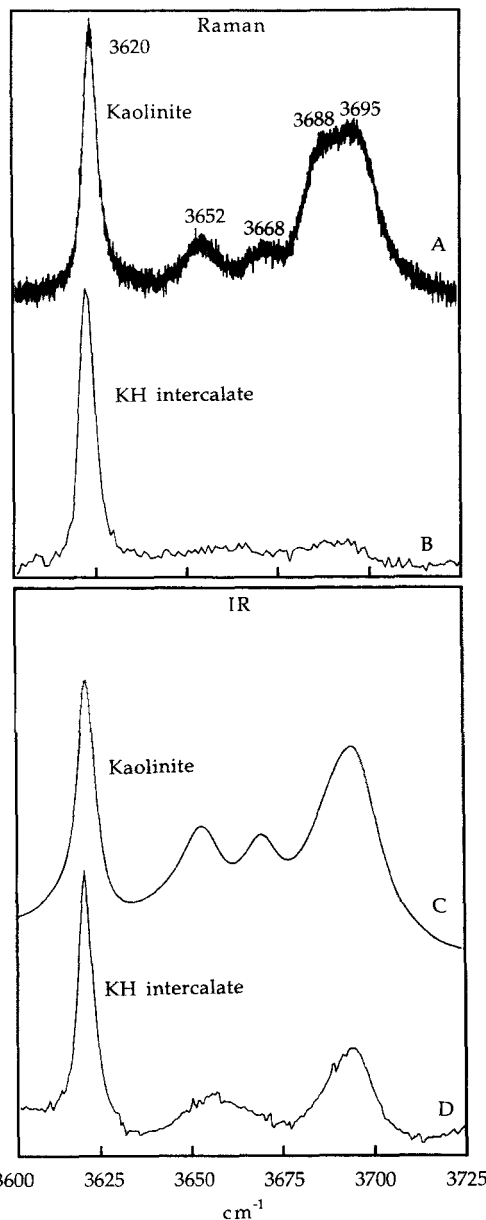 Raman
3620
Kaolinite
3688 3695
3652
3668
A
KH intercalate
B
IR
Kaolinite
C
KH intercalate
D
3600 3625 3650 3675 3700 3725
cm⁻¹